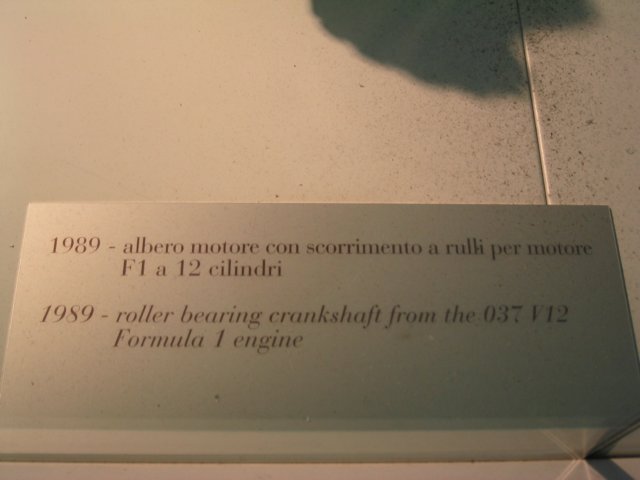 1989 - albero motore con scorrimento a rulli per motore
F1 a 12 cilindri
1989 - roller bearing crankshaft from the 037 V12
Formula 1 engine